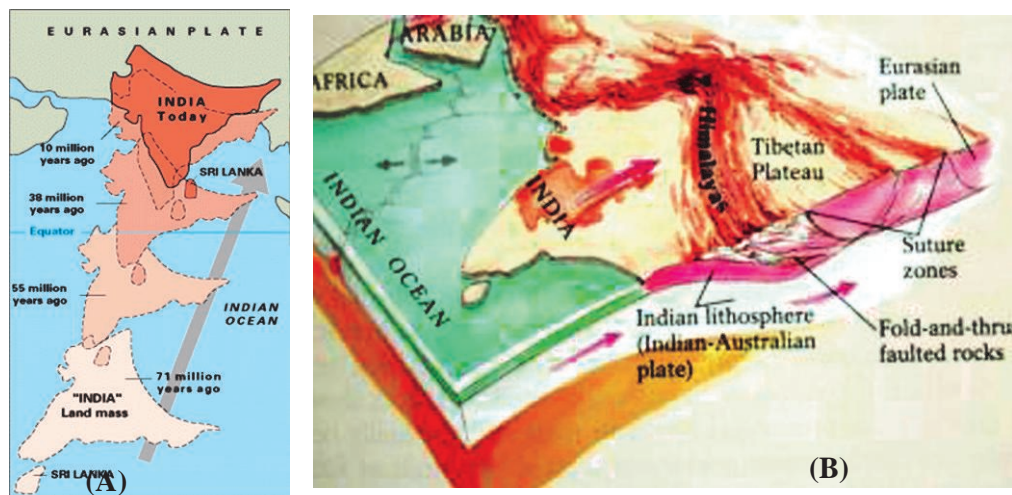 EURASIAN PLATE
INDIA
Today
10 million
years ago
SRI LANKA
38 million
years ago
Equator
55 million
years ago
INDIAN
OCEAN
71 million
years ago
"INDIA"
Land mass
SRI LANKA
(A)
ARABIA
AFRICA
Eurasian
plate
Himalayas
Tibetan
Plateau
INDIA
INDIAN
OCEAN
Suture
zones
Indian lithosphere
(Indian-Australian
plate)
Fold-and-thru
faulted rocks
(B)